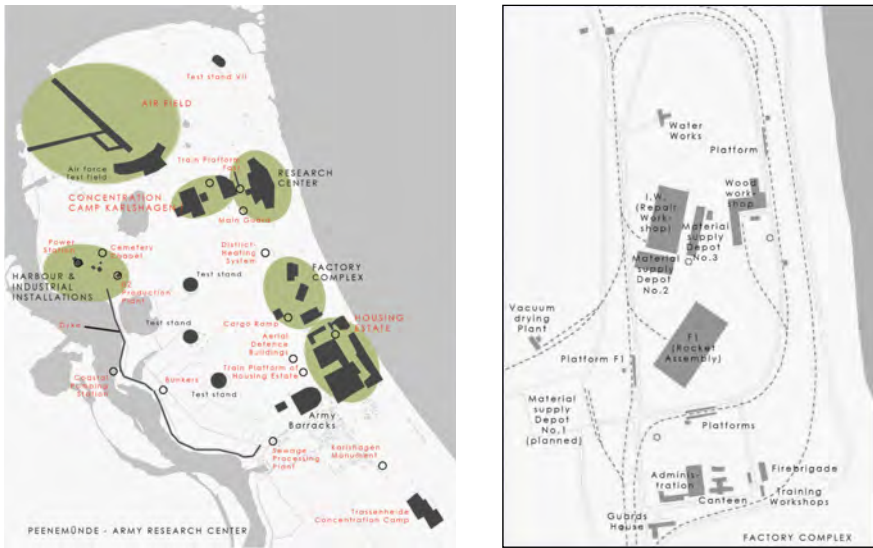 Test stand VII
AIR FIELD
Air force
Test field
Train Platform
Fast
RESEARCH
CENTER
CONCENTRATION
CAMP KARLSHAGEN
Main Guard
Power
Station
Cemetery
District-
Heating
System
HARBOUR &
INDUSTRIAL
INSTALLATIONS
Production
Plant
Test stand
FACTORY
COMPLEX
Dyke
Test stand
Cargo Ramp
HOUSING
ESTATE
Aerial
Defence
Buildings
Train Platform of
Housing Estate
Coastal
Pumping
Station
Bunkers
Test stand
Army
Barracks
Sewage
Processing
Plant
Karlshagen
Monument
Trassenheide
Concentration Camp
PEENEMÜNDE - ARMY RESEARCH CENTER
Water
Works
Platform
I.W.
(Repair
Work-
shop)
Wood
work-
shop
Material
supply
Depot
No.3
Material
supply
Depot
No.2
Vacuum
drying
Plant
F1
(Rocket
Assembly)
Platform F1
Material
supply
Depot
No.1
(planned)
Platforms
Adminis-
tration
Canteen
Firebrigade
Training
Workshops
Guards
House
FACTORY COMPLEX